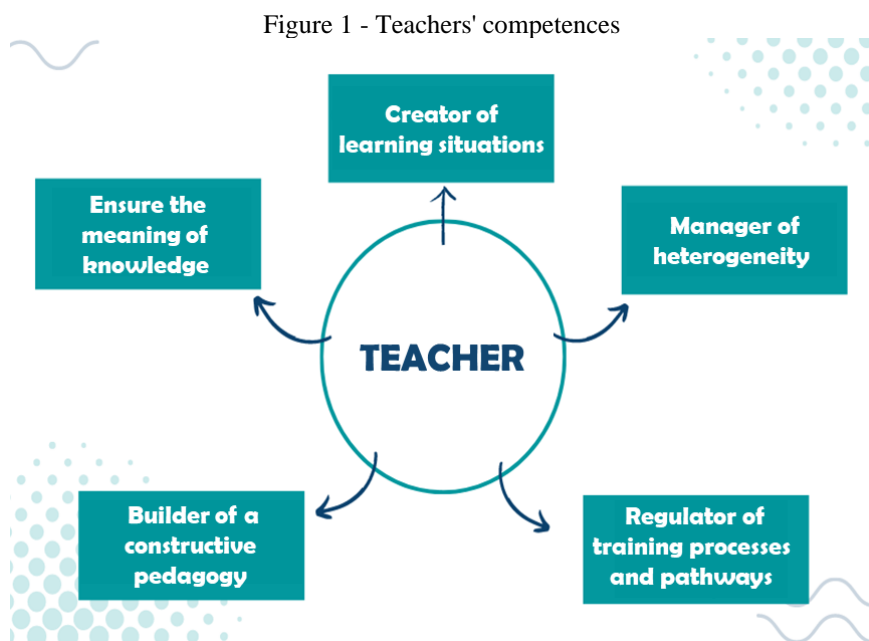 Figure 1 - Teachers' competences
Creator of
learning situations
Ensure the
meaning of
knowledge
Manager of
heterogeneity
TEACHER
Builder of a
constructive
pedagogy
Regulator of
training processes
and pathways